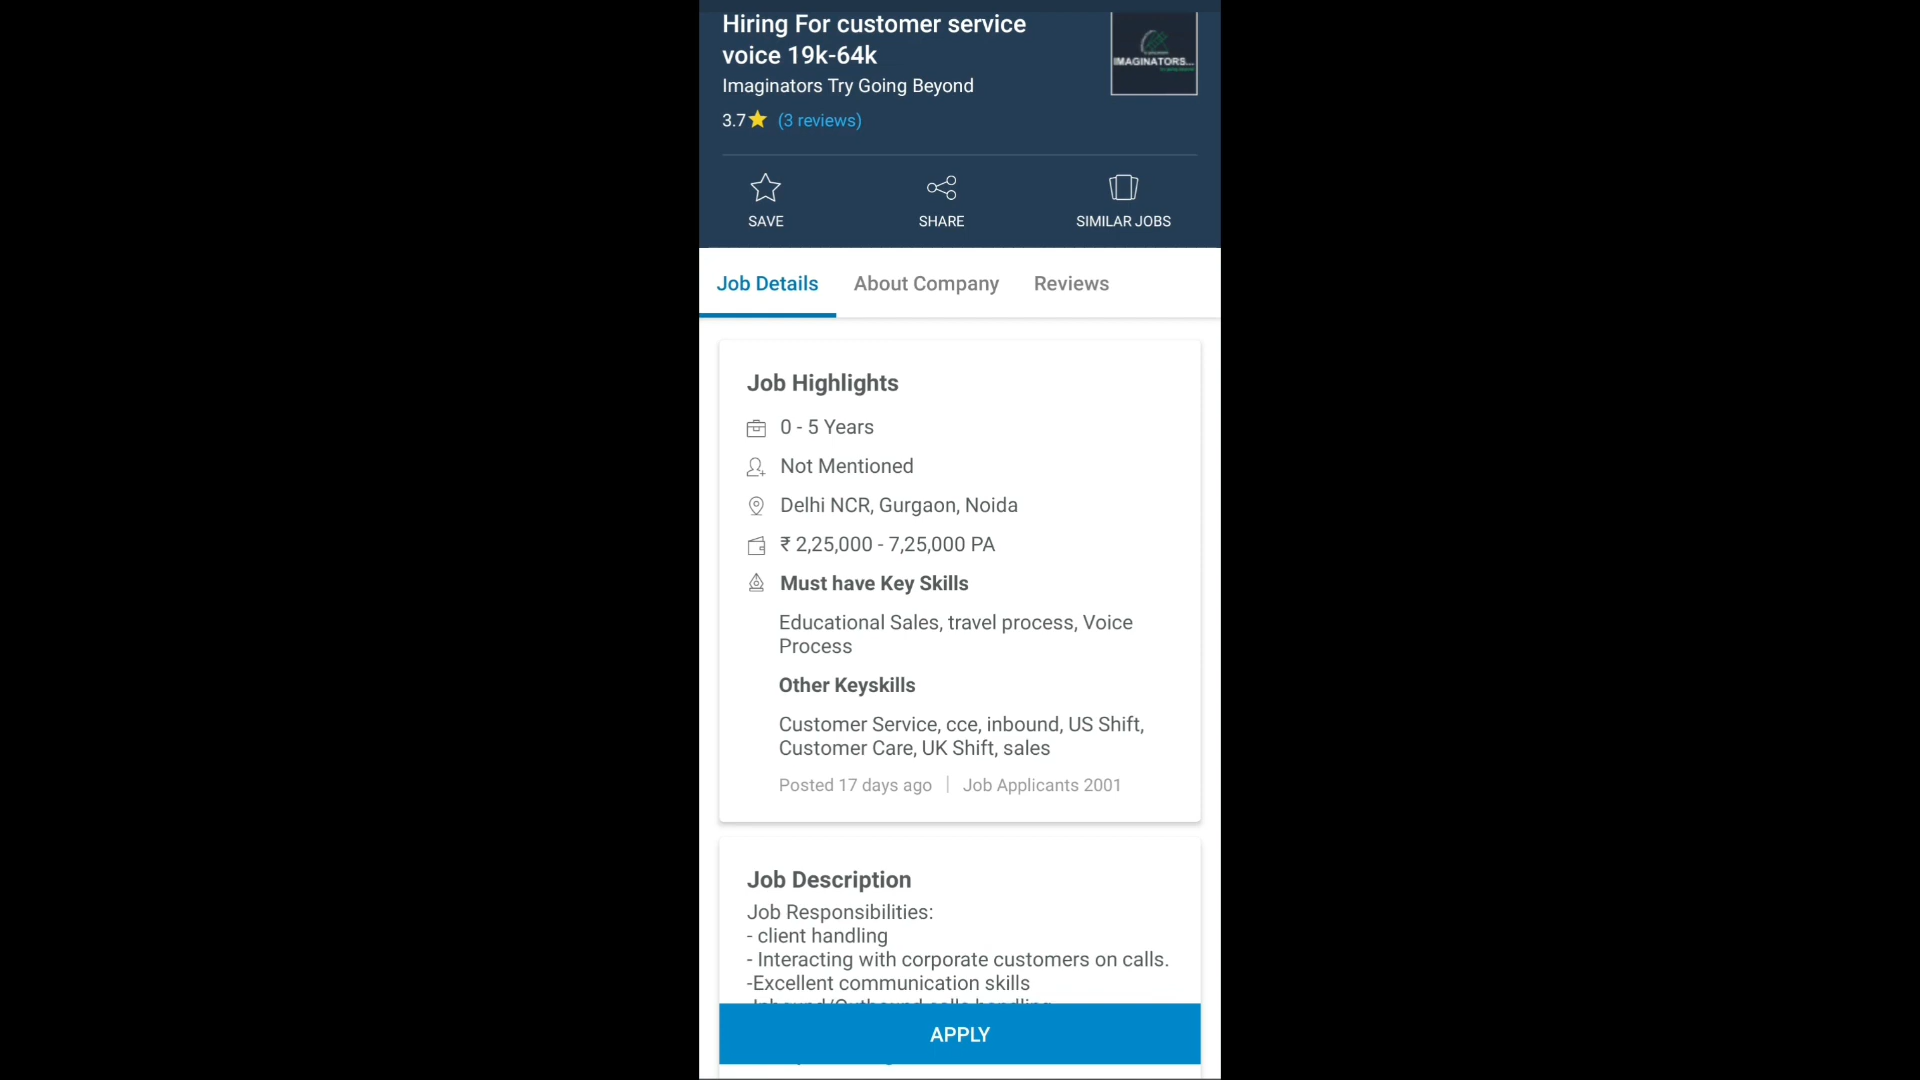 Hiring For customer service
voice 19k-64k
IMAGINATORS...
Imaginators Try Going Beyond
3.7 (3 reviews)
SAVE
SHARE
SIMILAR JOBS
Job Details
About Company
Reviews
Job Highlights
0 - 5 Years
Not Mentioned
Delhi NCR, Gurgaon, Noida
₹ 2,25,000 - 7,25,000 PA
Must have Key Skills
Educational Sales, travel process, Voice
Process
Other Keyskills
Customer Service, cce, inbound, US Shift,
Customer Care, UK Shift, sales
Posted 17 days ago | Job Applicants 2001
Job Description
Job Responsibilities:
- client handling
- Interacting with corporate customers on calls.
-Excellent communication skills
APPLY